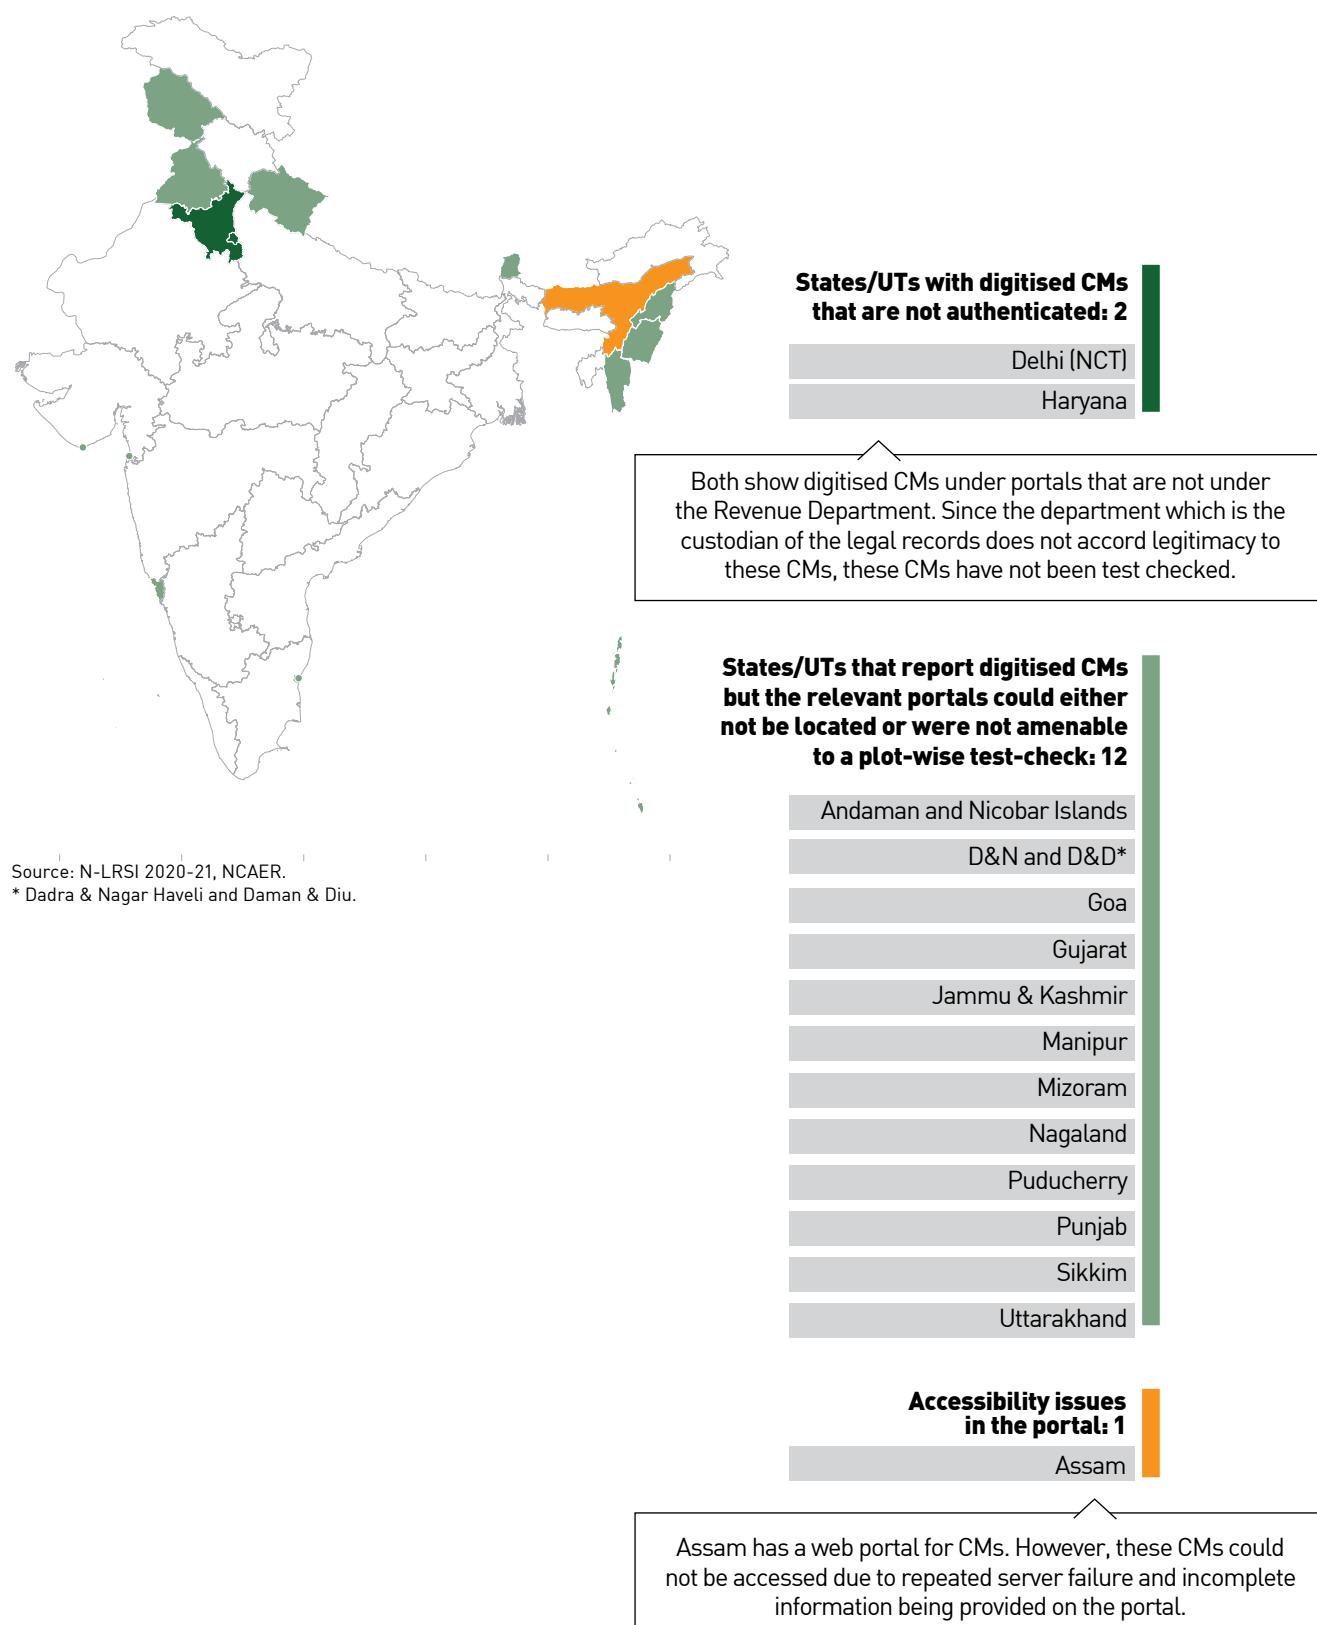 States/UTs with digitised CMs
that are not authenticated: 2
Delhi (NCT)
Haryana
Both show digitised CMs under portals that are not under
the Revenue Department. Since the department which is the
custodian of the legal records does not accord legitimacy to
these CMs, these CMs have not been test checked.
States/UTs that report digitised CMs
but the relevant portals could either
not be located or were not amenable
to a plot-wise test-check: 12
Andaman and Nicobar Islands
D&N and D&D*
Goa
Gujarat
Jammu & Kashmir
Manipur
Mizoram
Nagaland
Puducherry
Punjab
Sikkim
Uttarakhand
Source: N-LRSI 2020-21, NCAER.
* Dadra & Nagar Haveli and Daman & Diu.
Accessibility issues
in the portal: 1
Assam
Assam has a web portal for CMs. However, these CMs could
not be accessed due to repeated server failure and incomplete
information being provided on the portal.